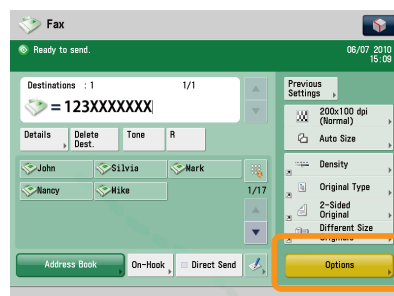 Fax
Ready to send.
06/07 2010
15:09
Destinations : 1
1/1
= 123XXXXXXX
Details
Delete
Dest.
Tone
R
John
Silvia
Mark
Nancy
Mike
1/17
Address Book
On-Hook
Direct Send
Previous
Settings
200x100 dpi
(Normal)
Auto Size
Density
Original Type
2-Sided
Original
Different Size
Originals
Options